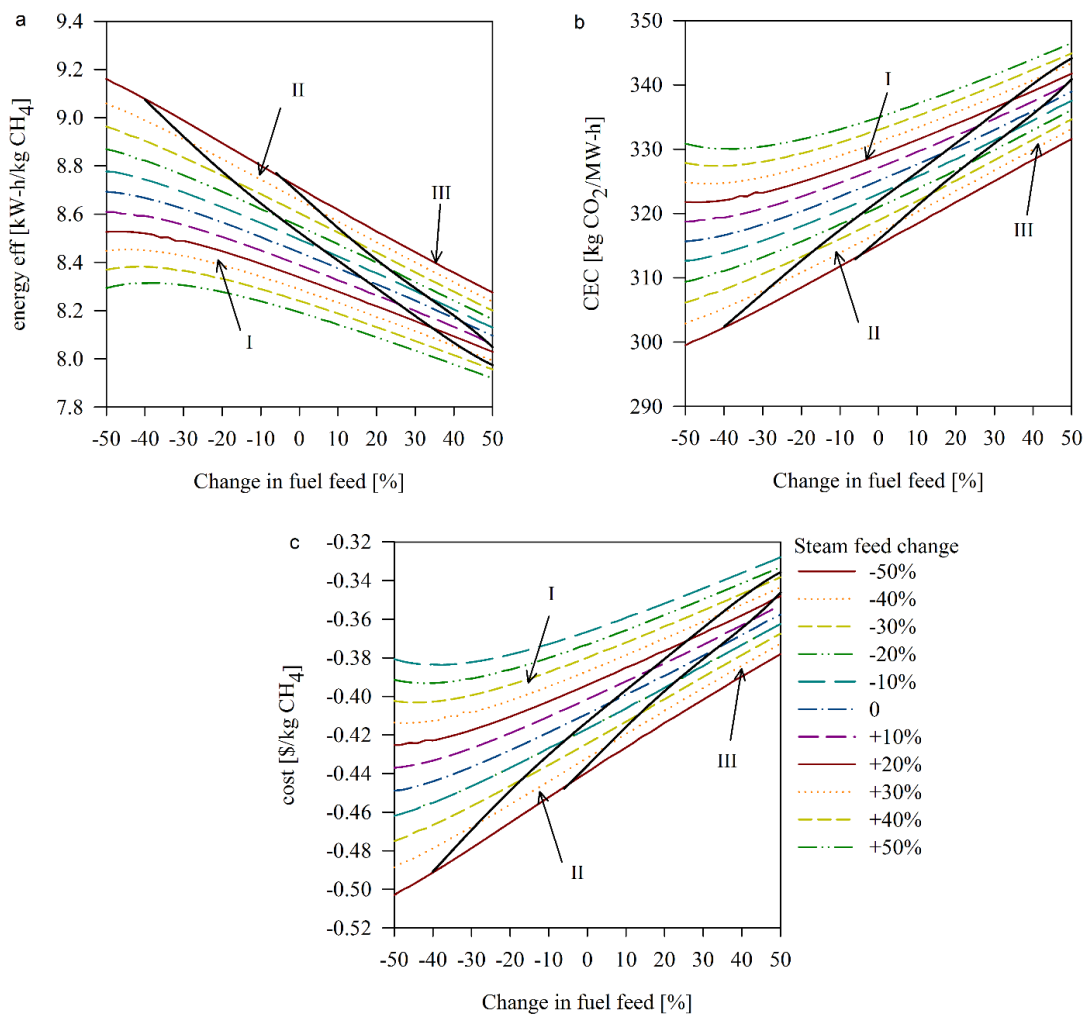 a
9.4
9.2
9.0
8.8
8.6
8.4
8.2
8.0
7.8
energy eff [kW-h/kg CH4]
II
III
I
-50 -40 -30 -20 -10 0 10 20 30 40 50
Change in fuel feed [%]
b
350
340
330
320
310
300
290
CEC [kg CO2/MW-h]
I
III
II
-50 -40 -30 -20 -10 0 10 20 30 40 50
Change in fuel feed [%]
c
-0.32
-0.34
-0.36
-0.38
-0.40
-0.42
-0.44
-0.46
-0.48
-0.50
-0.52
cost [$/kg CH4]
I
III
II
-50 -40 -30 -20 -10 0 10 20 30 40 50
Change in fuel feed [%]
Steam feed change
-50%
-40%
-30%
-20%
-10%
0
+10%
+20%
+30%
+40%
+50%